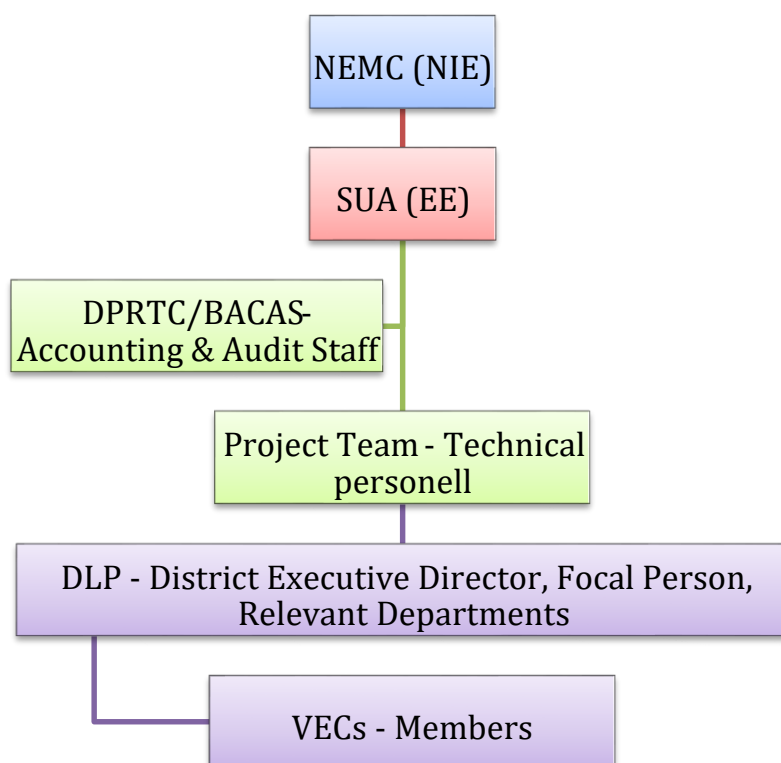 NEMC (NIE)
SUA (EE)
DPRTC/BACAS-
Accounting & Audit Staff
Project Team - Technical
personell
DLP - District Executive Director, Focal Person,
Relevant Departments
VECs - Members